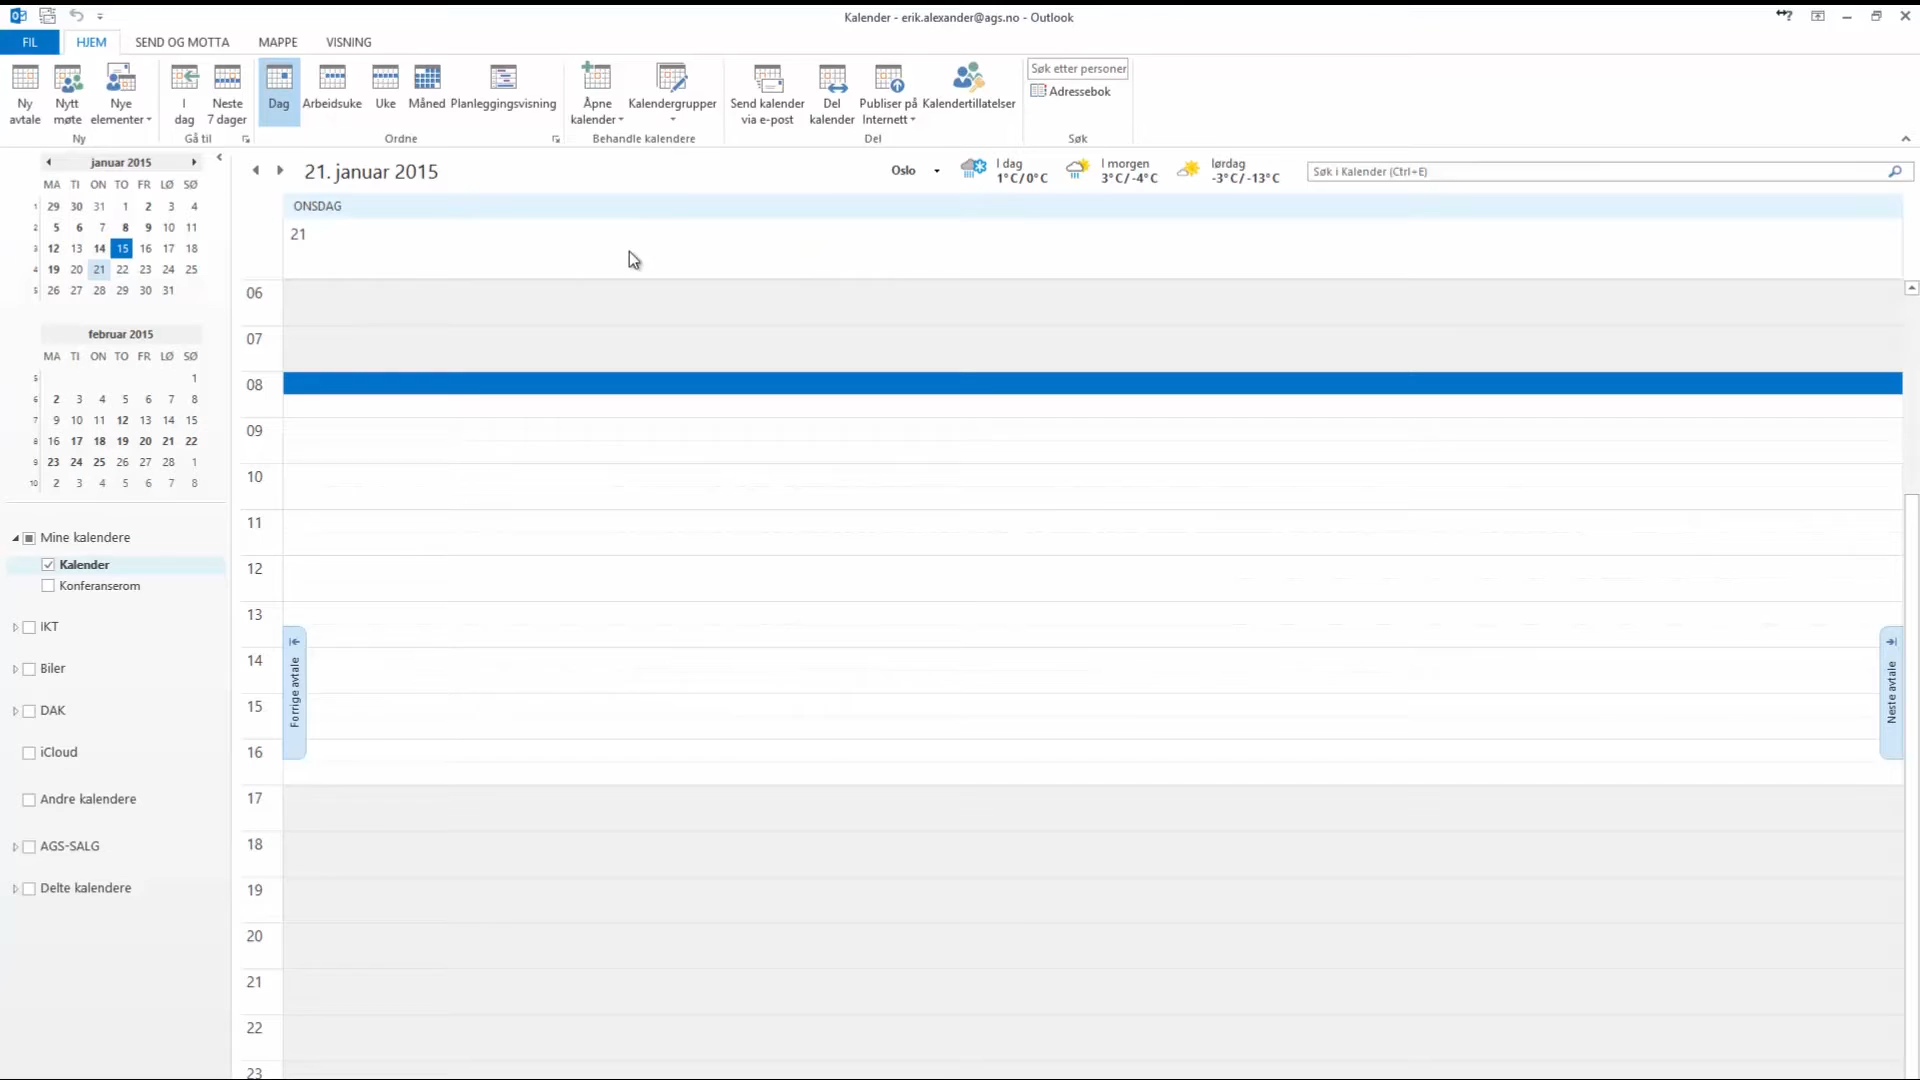 Kalender - erik.alexander@ags.no - Outlook
FIL HJEM SEND OG MOTTA MAPPE VISNING
Ny avtale
Nytt møte
Nye elementer
Ny
I dag
Neste 7 dager
Gå til
Dag
Arbeidsuke
Uke
Måned
Planleggingsvisning
Ordne
Åpne kalender
Kalendergrupper
Behandle kalendere
Send kalender via e-post
Del kalender
Publiser på Internett
Kalendertillatelser
Del
Søk etter personer
Adressebok
Søk
januar 2015
MA TI ON TO FR LØ SØ
1 29 30 31 1 2 3 4
2 5 6 7 8 9 10 11
3 12 13 14 15 16 17 18
4 19 20 21 22 23 24 25
5 26 27 28 29 30 31
februar 2015
MA TI ON TO FR LØ SØ
5 1
6 2 3 4 5 6 7 8
7 9 10 11 12 13 14 15
8 16 17 18 19 20 21 22
9 23 24 25 26 27 28 1
10 2 3 4 5 6 7 8
Mine kalendere
Kalender
Konferanserom
IKT
Biler
DAK
iCloud
Andre kalendere
AGS-SALG
Delte kalendere
21. januar 2015
Oslo
I dag
1°C/0°C
I morgen
3°C/-4°C
lørdag
-3°C/-13°C
Søk i Kalender (Ctrl+E)
ONSDAG
21
06
07
08
09
10
11
12
13
14
15
16
17
18
19
20
21
22
23
Forrige avtale
Neste avtale